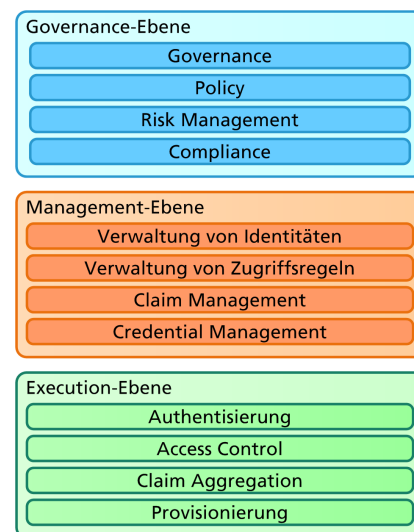 Governance-Ebene
Governance
Policy
Risk Management
Compliance
Management-Ebene
Verwaltung von Identitäten
Verwaltung von Zugriffsregeln
Claim Management
Credential Management
Execution-Ebene
Authentisierung
Access Control
Claim Aggregation
Provisionierung